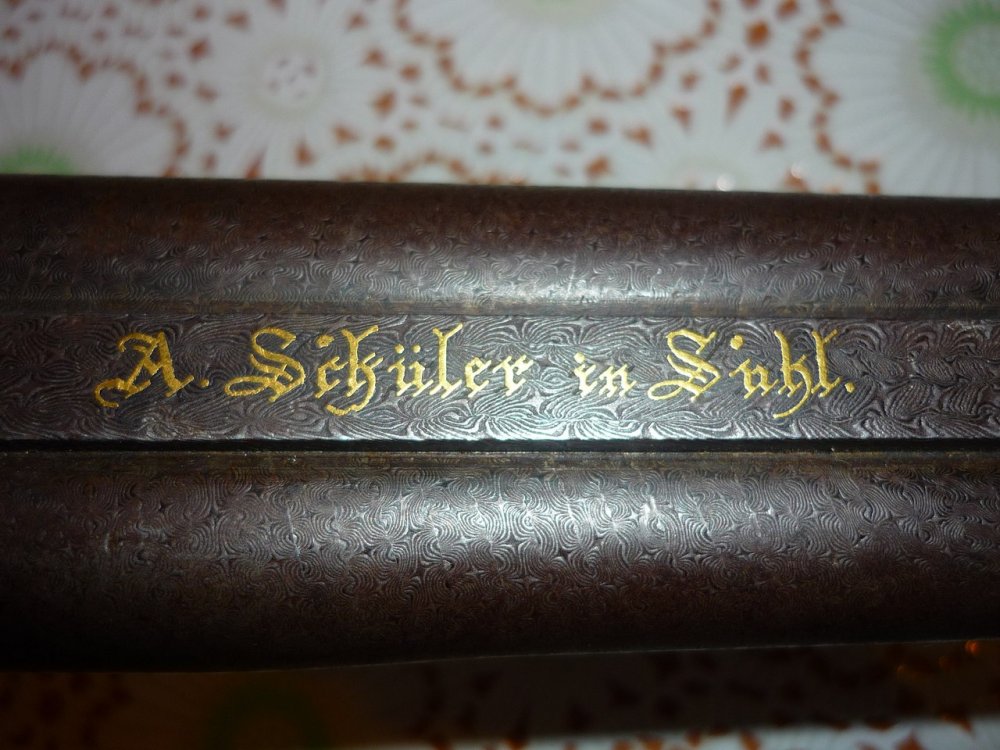 A. Schüler in Suhl.